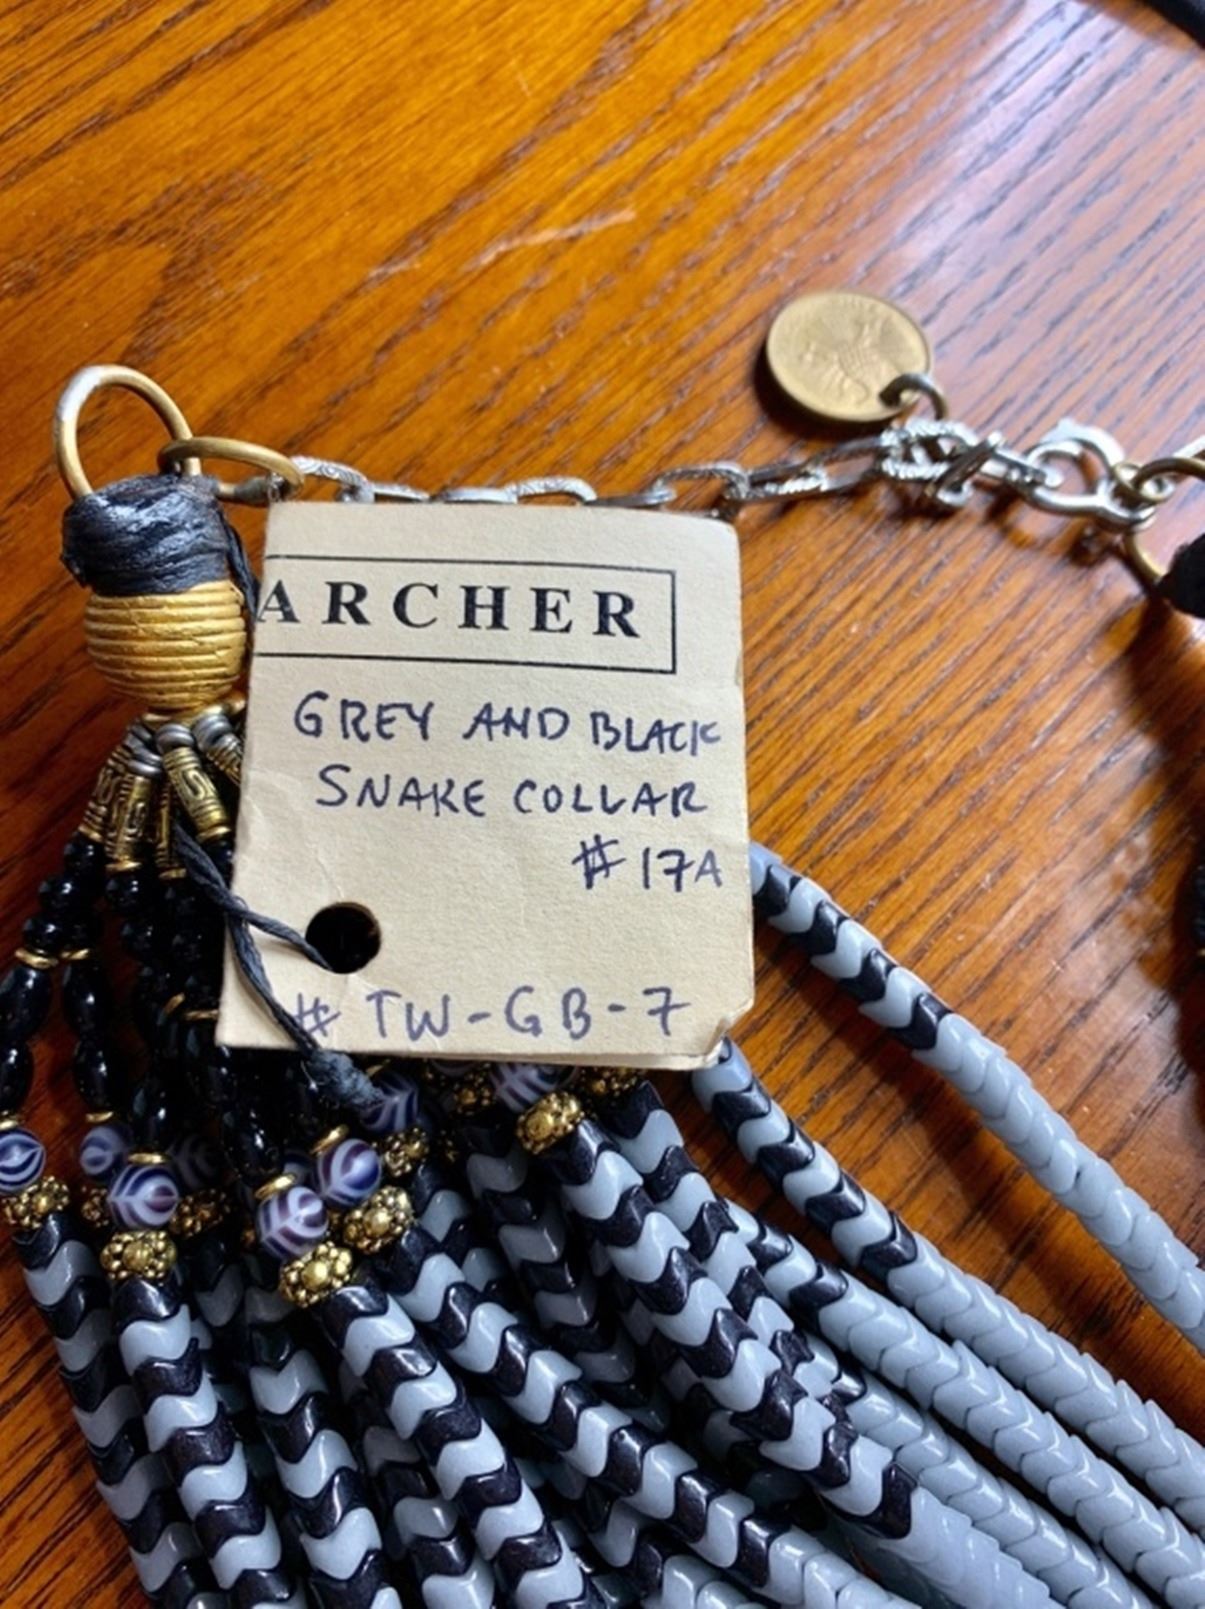 ARCHER
GREY AND BLACK
SNAKE COLLAR
# 17A
# TW-GB-7